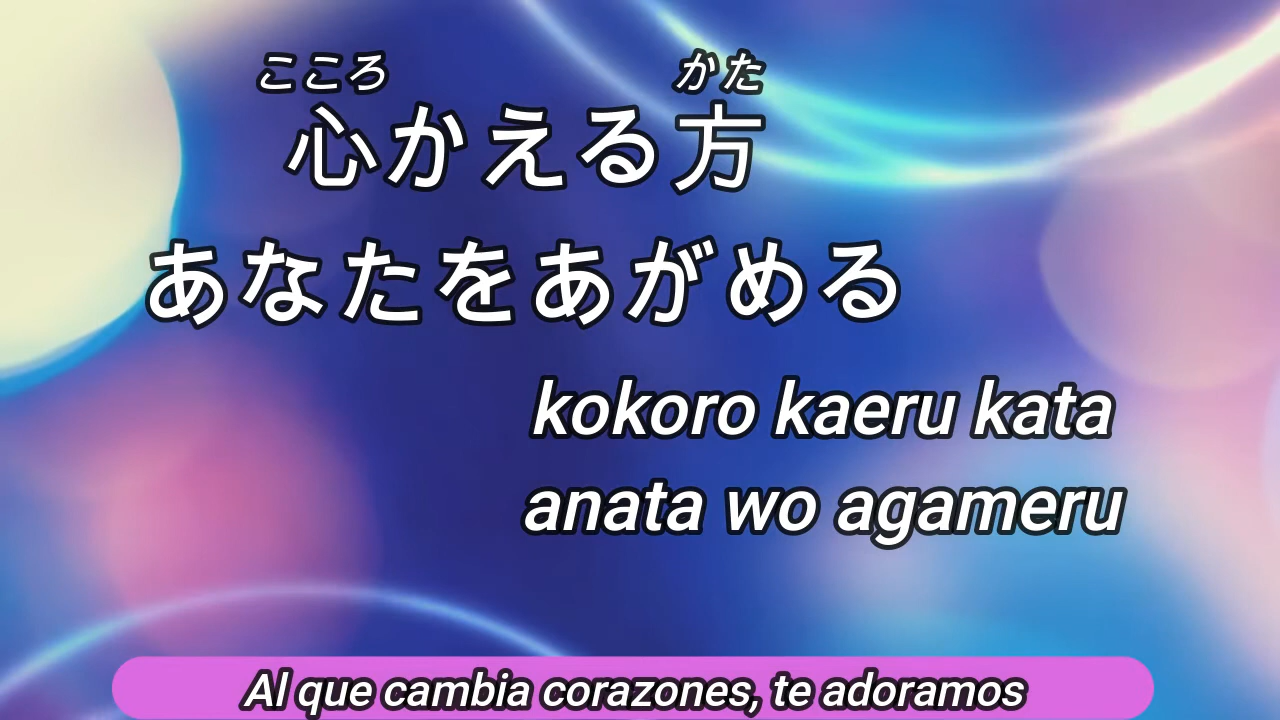 こころ かた
心かえる方
あなたをあがめる
kokoro kaeru kata
anata wo agameru
Al que cambia corazones, te adoramos